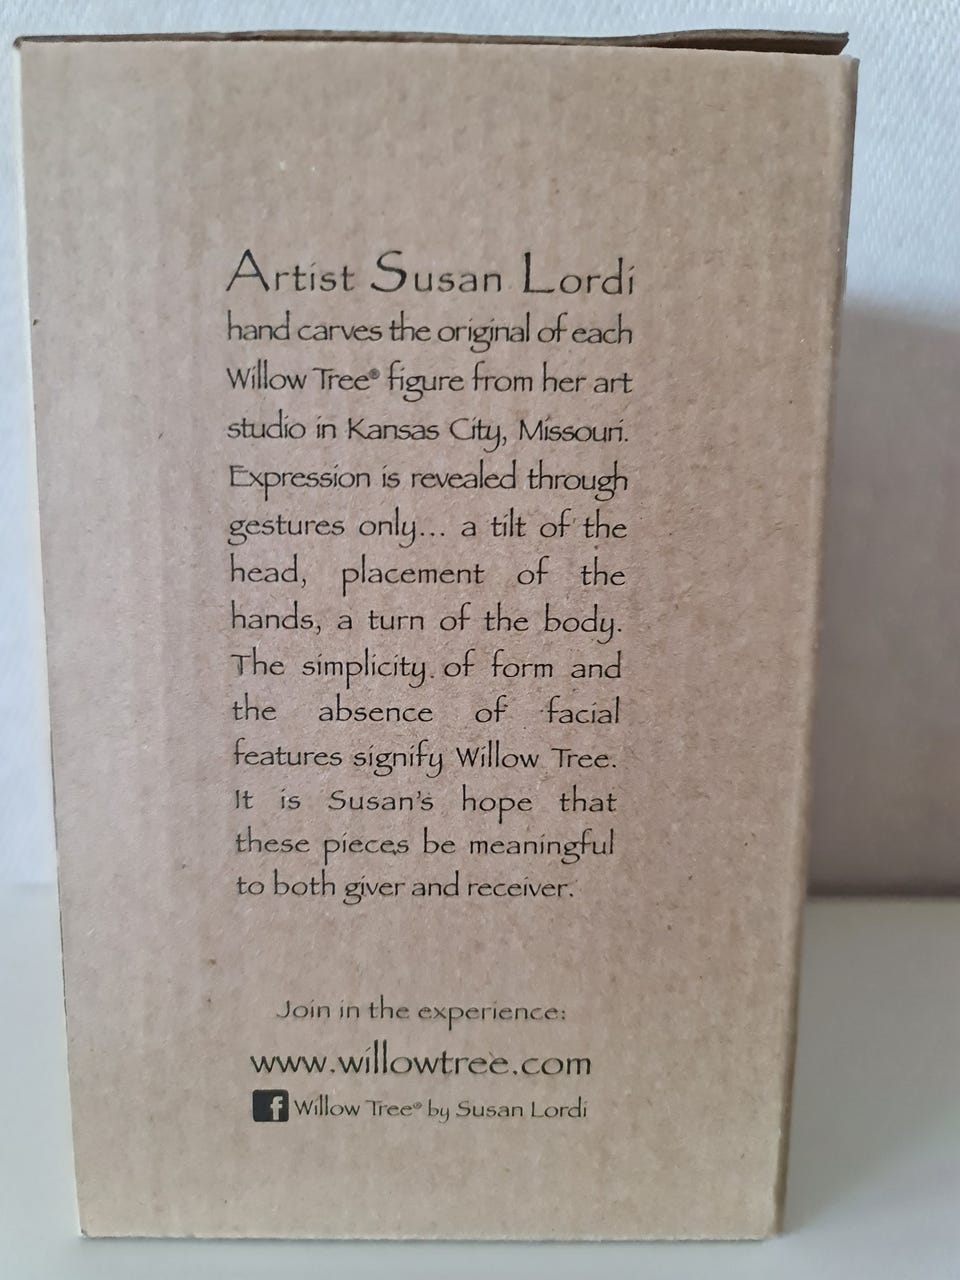 Artist Susan Lordi
hand carves the original of each
Willow Tree® figure from her art
studio in Kansas City, Missouri.
Expression is revealed through
gestures only... a tilt of the
head, placement of the
hands, a turn of the body.
The simplicity of form and
the absence of facial
features signify Willow Tree.
It is Susan's hope that
these pieces be meaningful
to both giver and receiver.
Join in the experience:
www.willowtree.com
f Willow Tree® by Susan Lordi